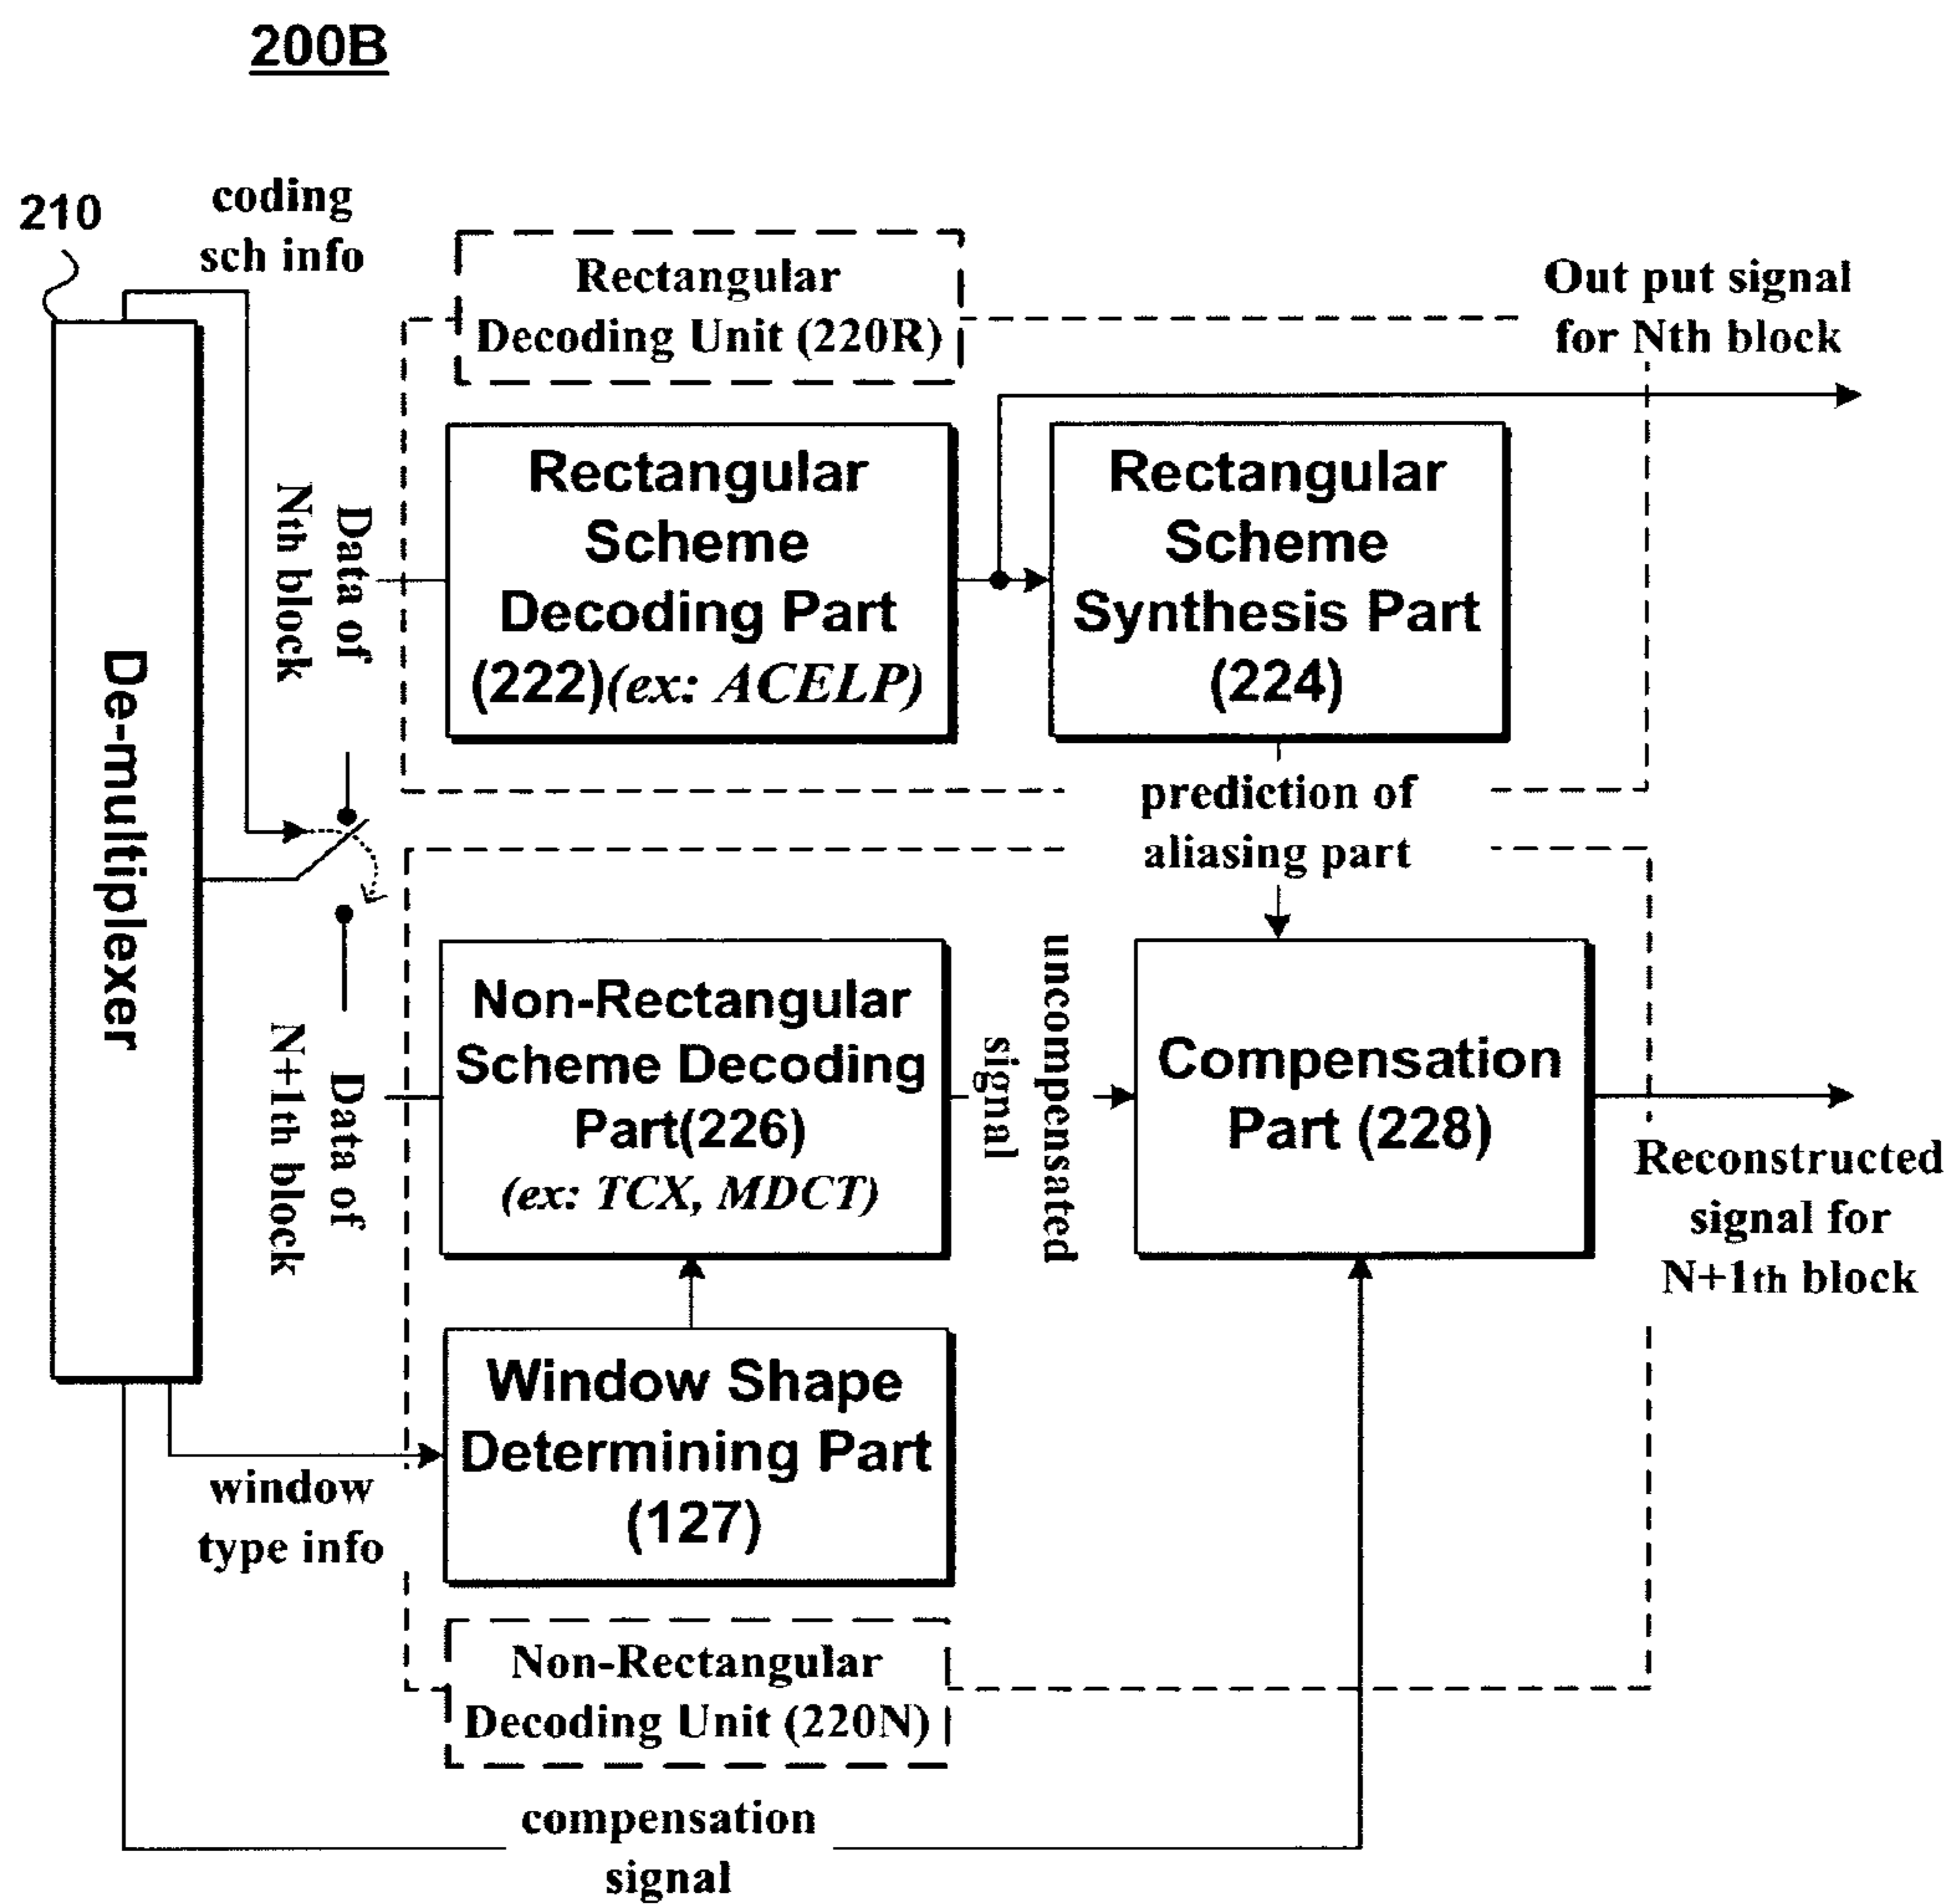 200B
210
coding
sch info
Rectangular
Decoding Unit (220R)
Out put signal
for Nth block
Data of
Nth block
Rectangular
Scheme
Decoding Part
(222)(ex: ACELP)
Rectangular
Scheme
Synthesis Part
(224)
De-multiplexer
prediction of
aliasing part
Data of
N+1th block
Non-Rectangular
Scheme Decoding
Part(226)
(ex: TCX, MDCT)
uncompensated
signal
Compensation
Part (228)
Reconstructed
signal for
N+1th block
Window Shape
Determining Part
(127)
window
type info
Non-Rectangular
Decoding Unit (220N)
compensation
signal